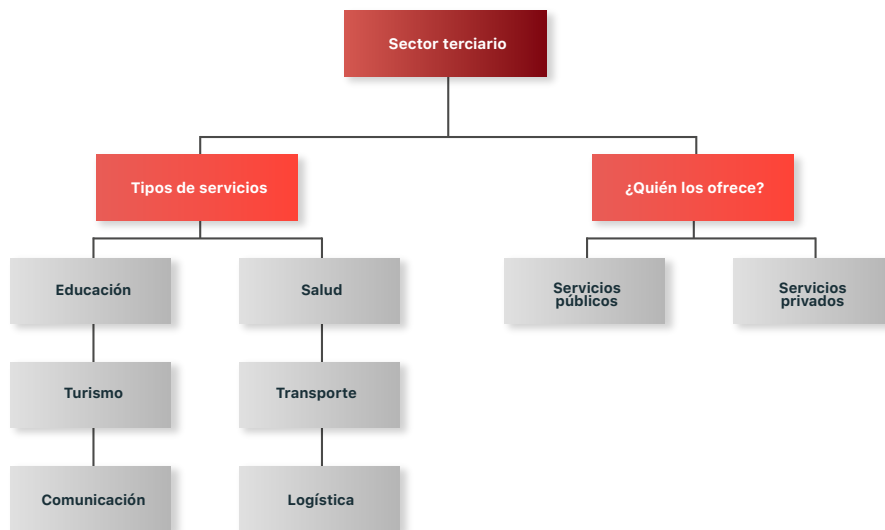 Sector terciario
Tipos de servicios
¿Quién los ofrece?
Educación
Salud
Servicios
públicos
Servicios
privados
Turismo
Transporte
Comunicación
Logística